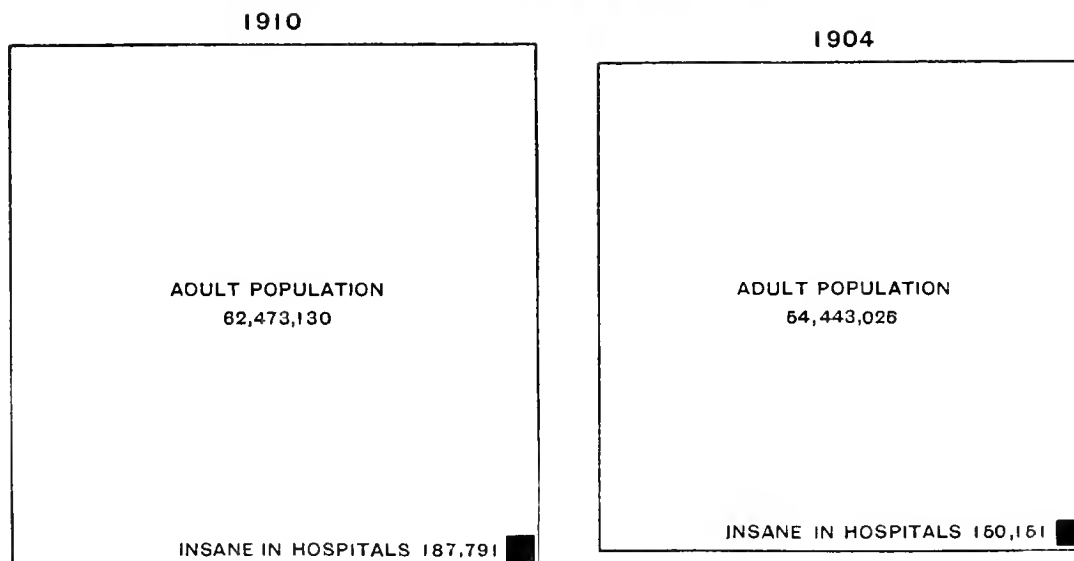 1910
ADULT POPULATION
62,473,130
INSANE IN HOSPITALS 187,791
1904
ADULT POPULATION
54,443,026
INSANE IN HOSPITALS 150,151